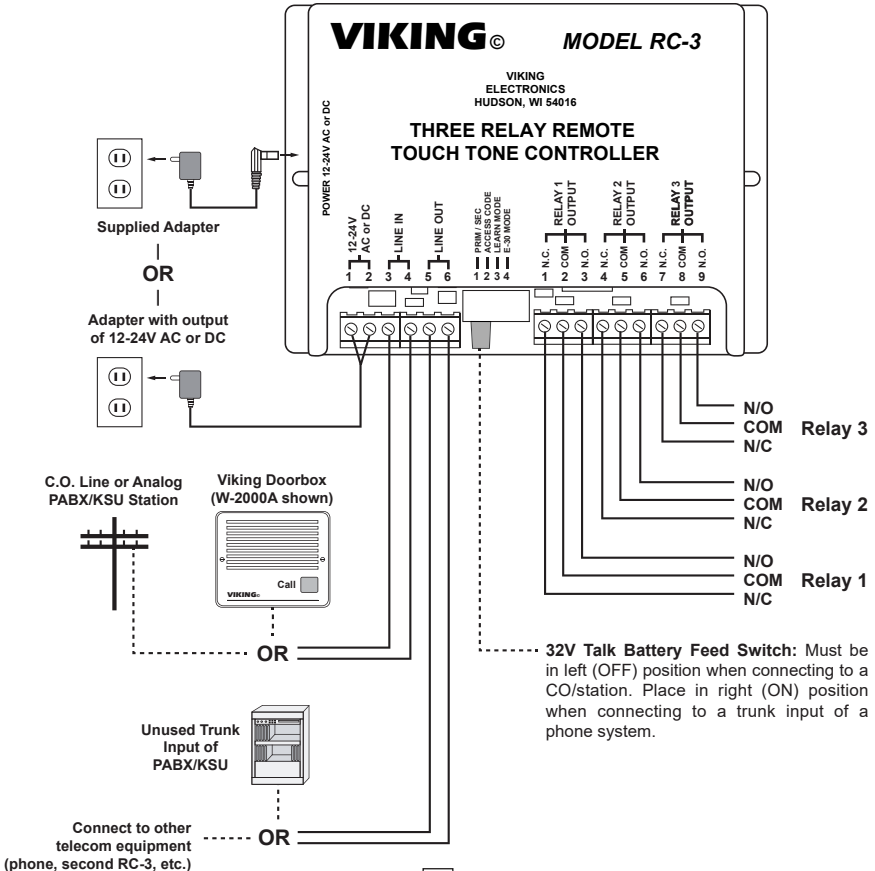 VIKING©
MODEL RC-3
VIKING
ELECTRONICS
HUDSON, WI 54016
THREE RELAY REMOTE
TOUCH TONE CONTROLLER
POWER 12-24V AC or DC
12-24V
AC or DC
LINE IN
LINE OUT
PRIM / SEC
ACCESS CODE
LEARN MODE
E-30 MODE
RELAY 1
OUTPUT
RELAY 2
OUTPUT
RELAY 3
OUTPUT
N.C. COM N.O. N.C. COM N.O. N.C. COM N.O.
1 2 3 4 5 6
1 2 3 4
1 2 3 4 5 6 7 8 9
Supplied Adapter
OR
Adapter with output
of 12-24V AC or DC
N/O
COM Relay 3
N/C
N/O
COM Relay 2
N/C
N/O
COM Relay 1
N/C
C.O. Line or Analog
PABX/KSU Station
Viking Doorbox
(W-2000A shown)
Call
VIKING©
OR
32V Talk Battery Feed Switch: Must be
in left (OFF) position when connecting to a
CO/station. Place in right (ON) position
when connecting to a trunk input of a
phone system.
Unused Trunk
Input of
PABX/KSU
OR
Connect to other
telecom equipment
(phone, second RC-3, etc.)